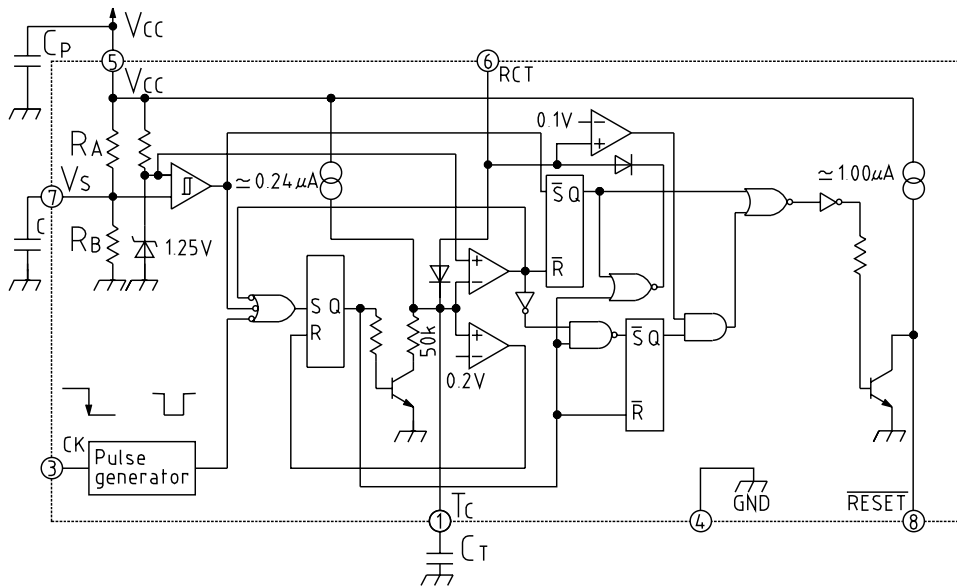 VCC
CP
5
VCC
6
RCT
0.1V
RA
7
VS
≃0.24µA
≃1.00µA
S̅ Q
C
RB
1.25V
R̅
S Q
R
50k
0.2V
S̅ Q
R̅
CK
3
Pulse
generator
TC
1
CT
4
GND
R̅E̅S̅E̅T̅
8